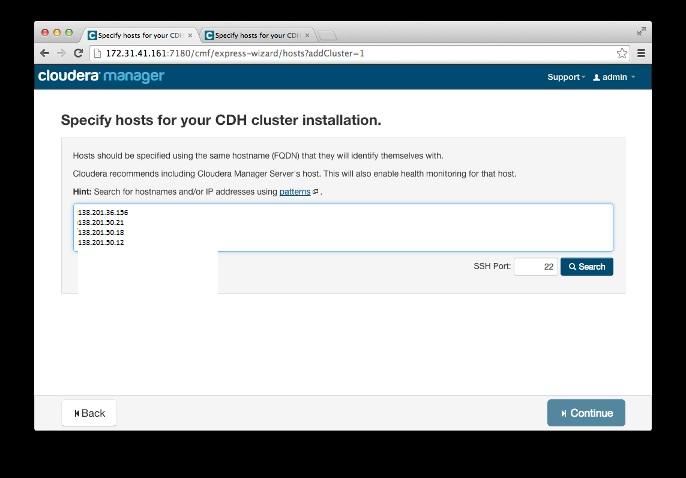 Specify hosts for your CDH
Specify hosts for your CDH
172.31.41.161:7180/cmf/express-wizard/hosts?addCluster=1
cloudera manager
Support
admin
Specify hosts for your CDH cluster installation.
Hosts should be specified using the same hostname (FQDN) that they will identify themselves with.
Cloudera recommends including Cloudera Manager Server's host. This will also enable health monitoring for that host.
Hint: Search for hostnames and/or IP addresses using patterns .
138.201.36.156
138.201.50.21
138.201.50.18
138.201.50.12
SSH Port: 22 Search
Back
Continue